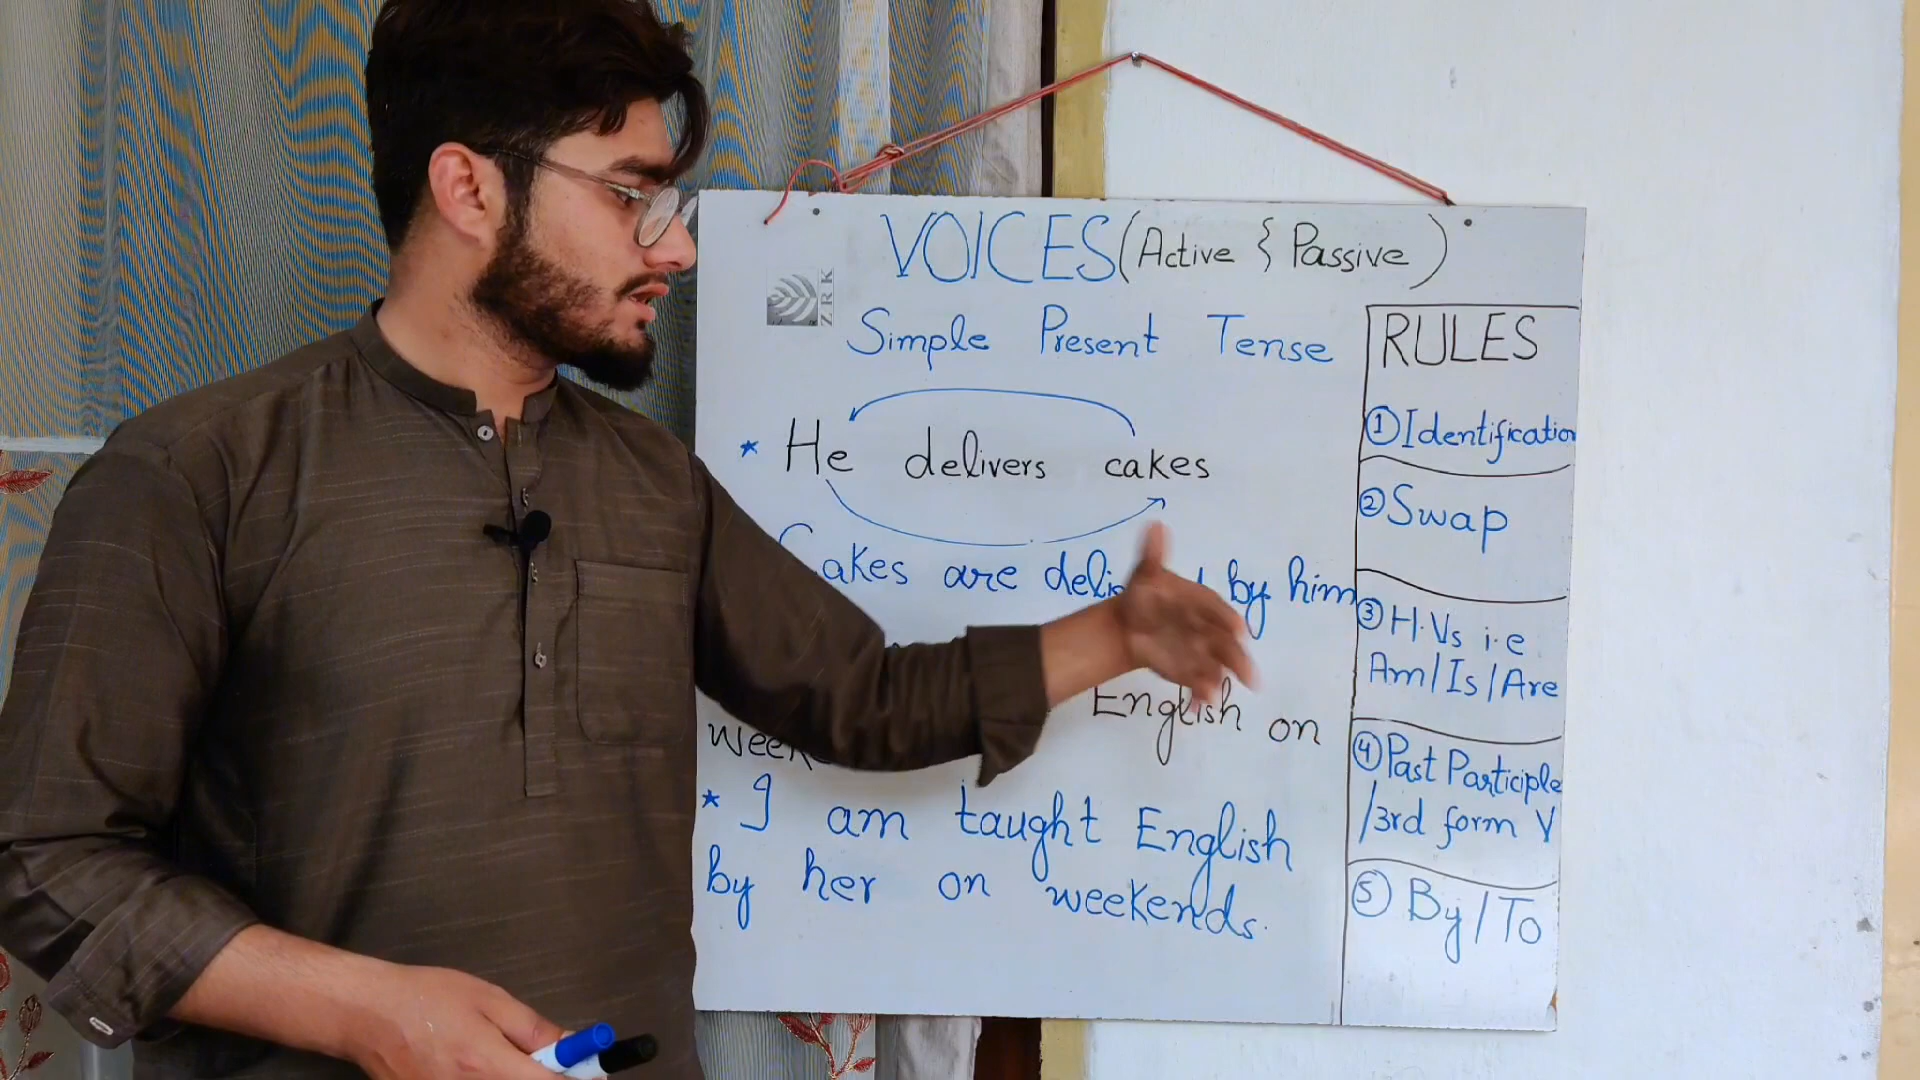 VOICES (Active & Passive)
ZRK
Simple Present Tense
* He delivers cakes
Cakes are by him
English on
* I am taught English
by her on weekends.
RULES
① Identification
② Swap
③ H.Vs i.e
Am/Is/Are
④ Past Participle
/3rd form V
⑤ By/To